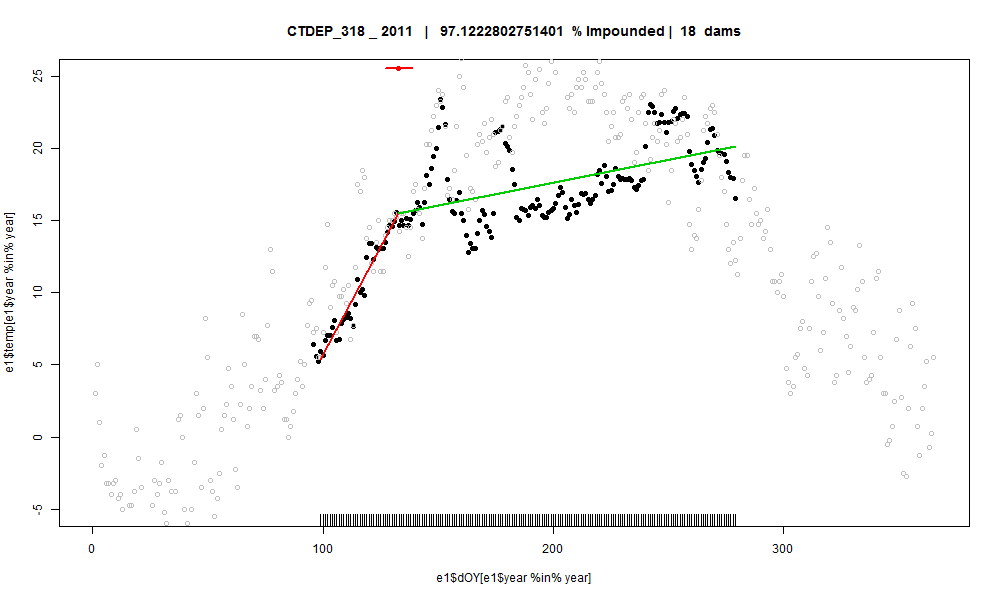 CTDEP_318 _ 2011 | 97.1222802751401 % Impounded | 18 dams
e1$temp[e1$year %in% year]
25
20
15
10
5
0
-5
0 100 200 300
e1$dOY[e1$year %in% year]